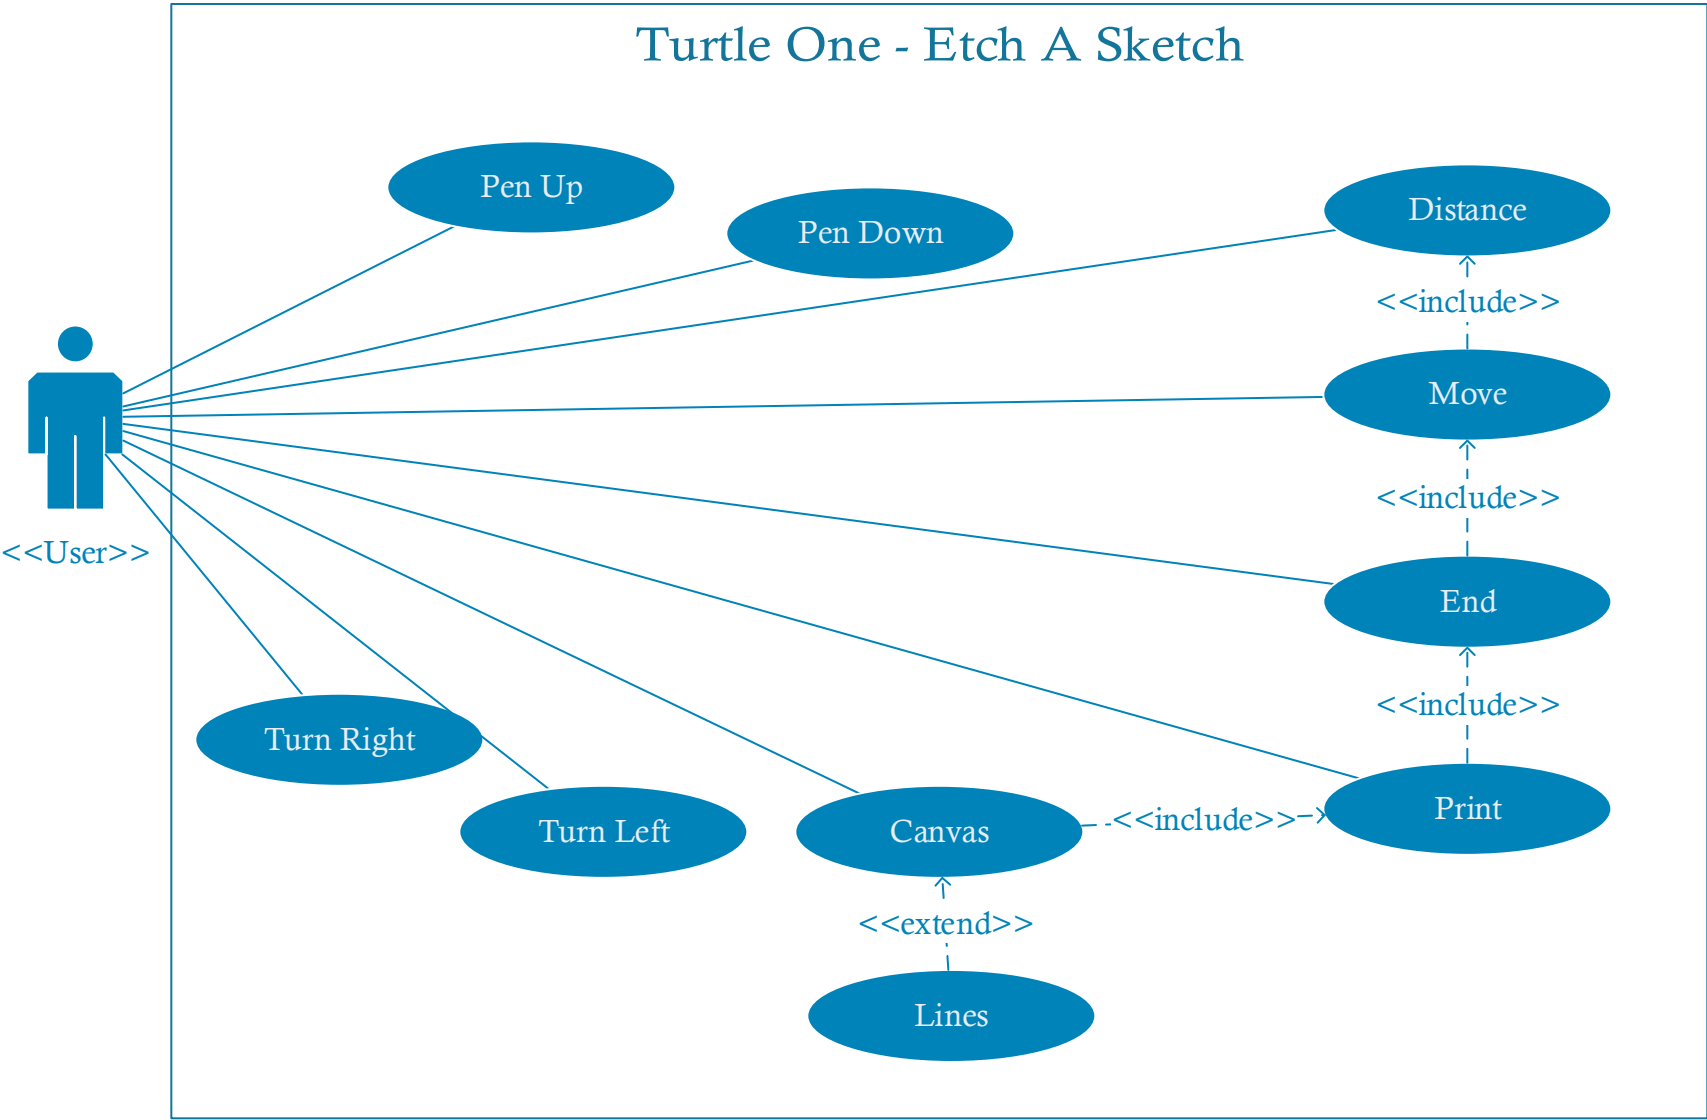 Turtle One - Etch A Sketch
Pen Up
Pen Down
Distance
<<include>>
Move
<<include>>
<<User>>
End
<<include>>
Turn Right
Turn Left
Canvas
<<include>>
Print
<<extend>>
Lines